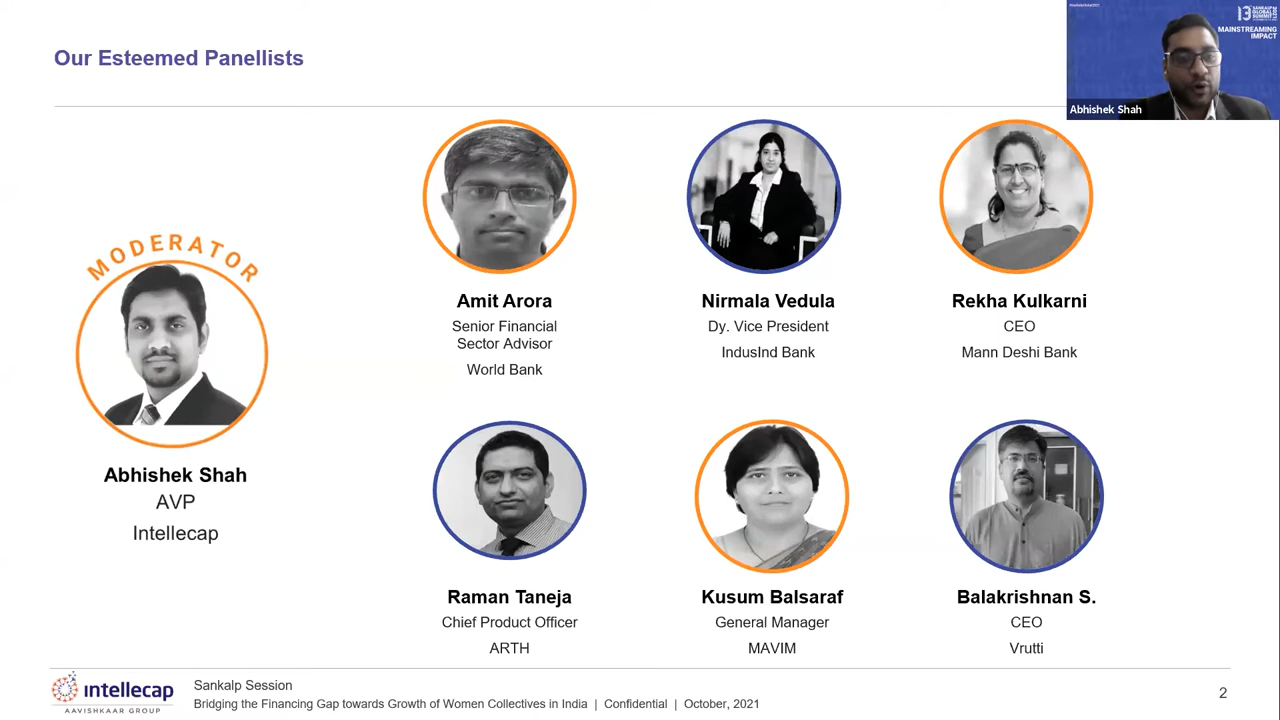 Our Esteemed Panellists
SANKALP
GLOBAL
SUMMIT
MAINSTREAMING
IMPACT
Abhishek Shah
MODERATOR
Abhishek Shah
AVP
Intellecap
Amit Arora
Senior Financial
Sector Advisor
World Bank
Nirmala Vedula
Dy. Vice President
IndusInd Bank
Rekha Kulkarni
CEO
Mann Deshi Bank
Raman Taneja
Chief Product Officer
ARTH
Kusum Balsaraf
General Manager
MAVIM
Balakrishnan S.
CEO
Vrutti
intellecap
AAVISHKAAR GROUP
Sankalp Session
Bridging the Financing Gap towards Growth of Women Collectives in India | Confidential | October, 2021
2